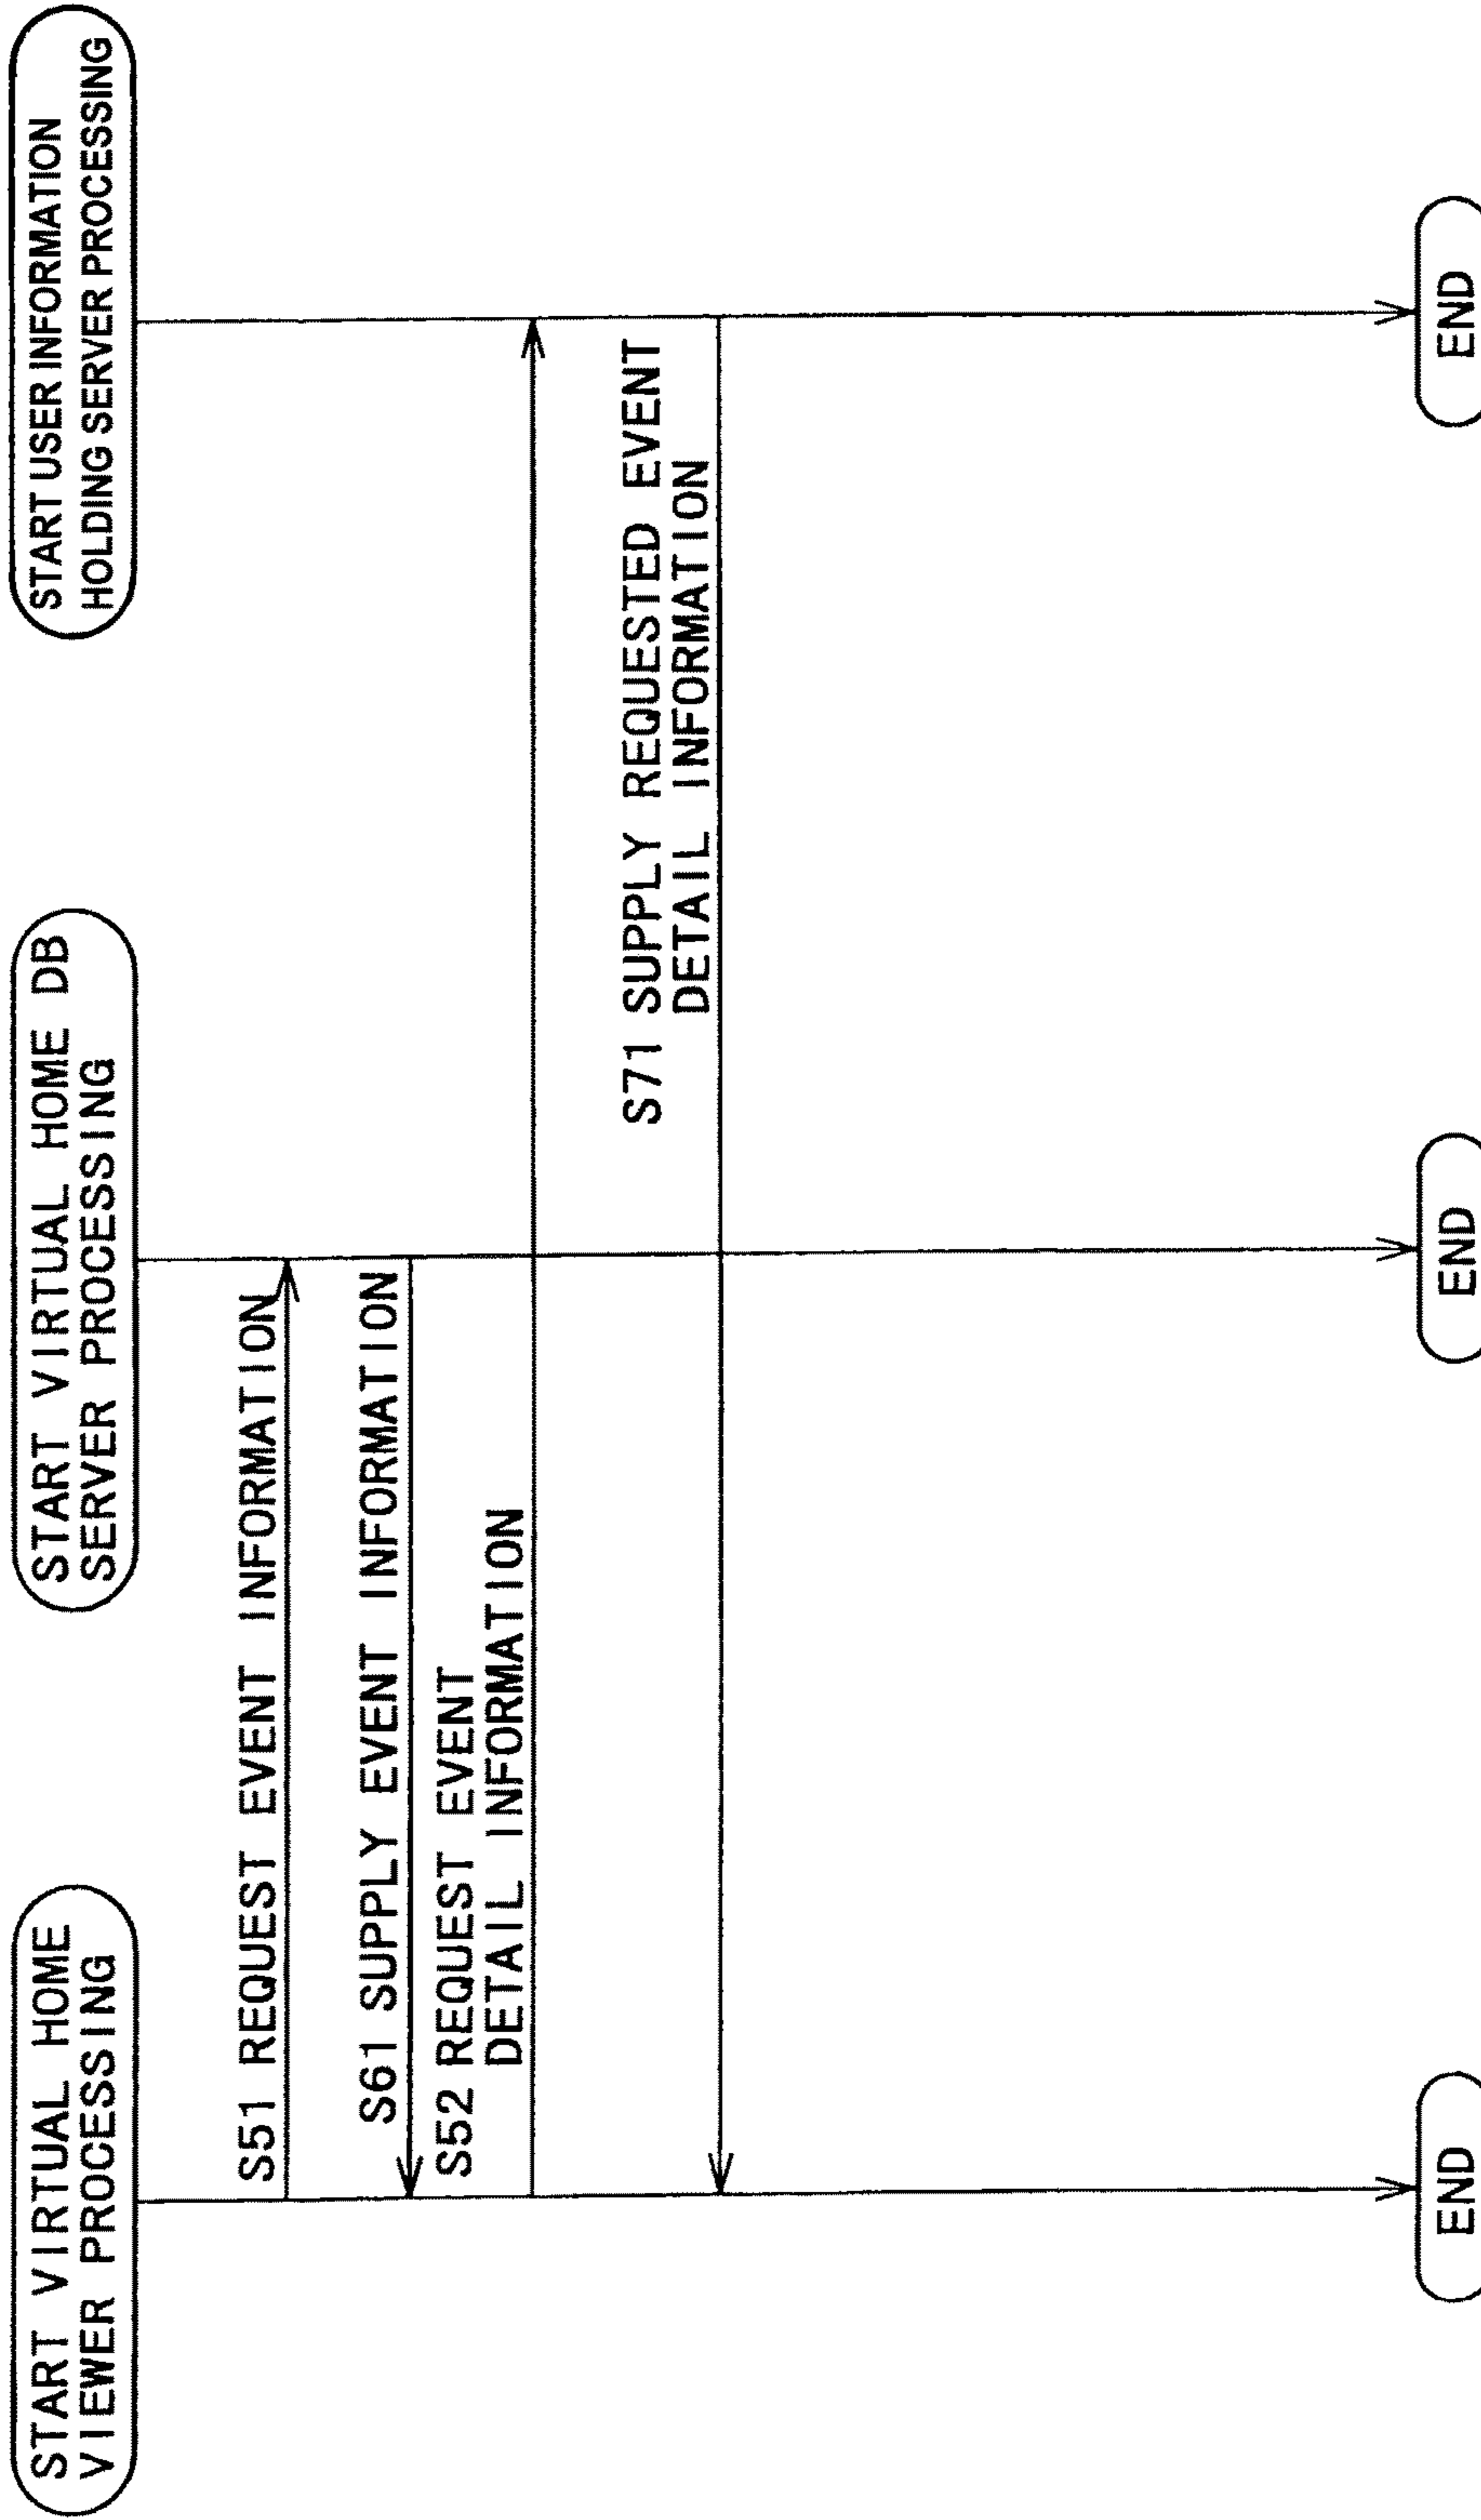 START VIRTUAL HOME
VIEWER PROCESSING
START VIRTUAL HOME DB
SERVER PROCESSING
START USER INFORMATION
HOLDING SERVER PROCESSING
S51 REQUEST EVENT INFORMATION
S61 SUPPLY EVENT INFORMATION
S52 REQUEST EVENT
DETAIL INFORMATION
S71 SUPPLY REQUESTED EVENT
DETAIL INFORMATION
END
END
END